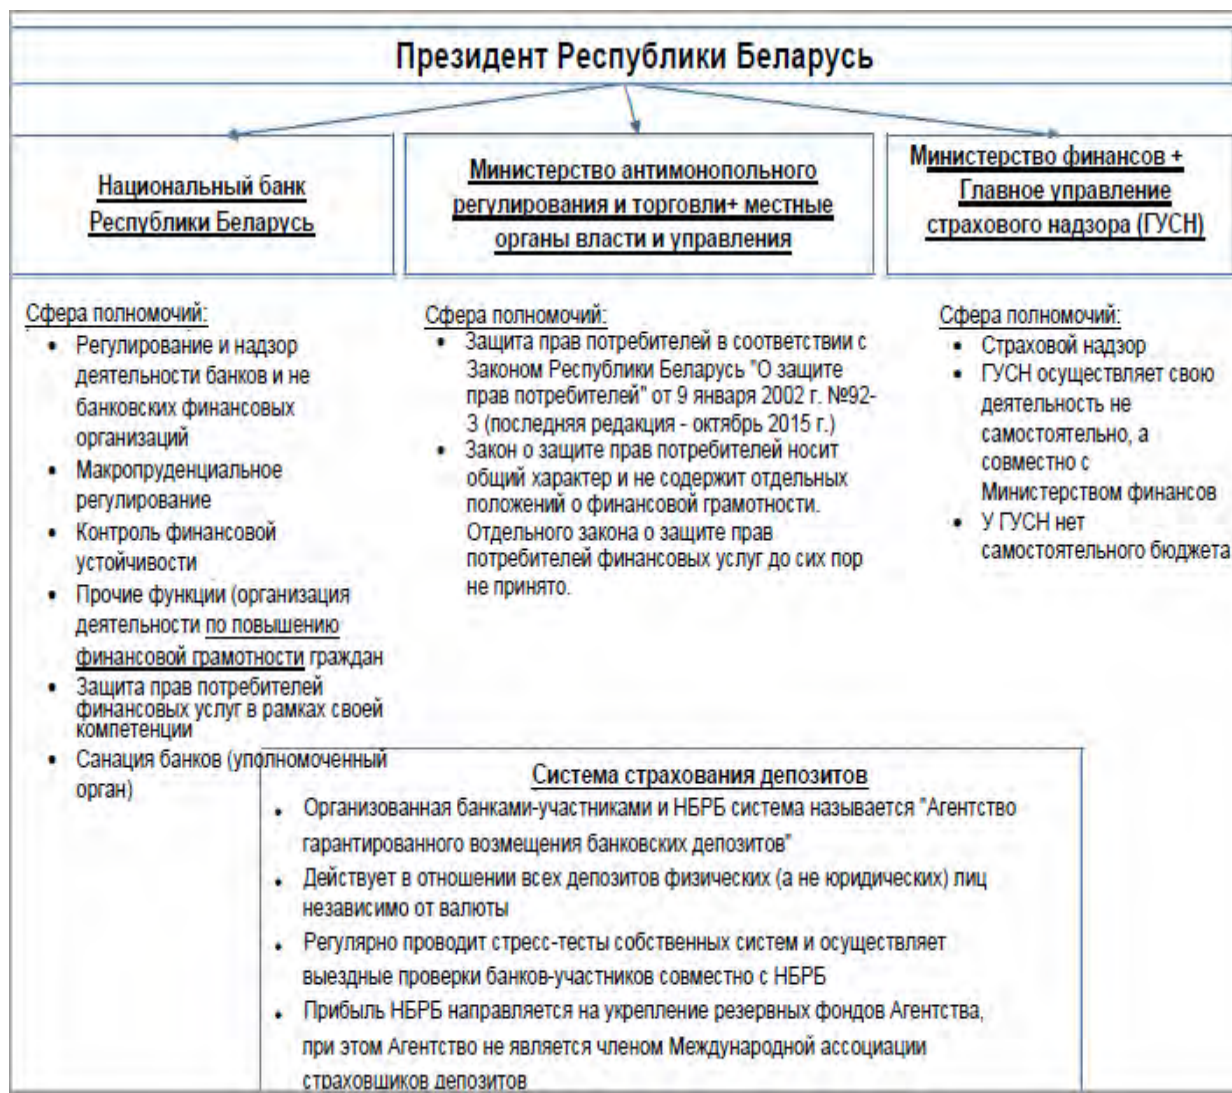 Президент Республики Беларусь
Национальный банк
Республики Беларусь
Министерство антимонопольного
регулирования и торговли+ местные
органы власти и управления
Министерство финансов +
Главное управление
страхового надзора (ГУСН)
Сфера полномочий:
• Регулирование и надзор
деятельности банков и не
банковских финансовых
организаций
• Макропруденциальное
регулирование
• Контроль финансовой
устойчивости
• Прочие функции (организация
деятельности по повышению
финансовой грамотности граждан
• Защита прав потребителей
финансовых услуг в рамках своей
компетенции
• Санация банков (уполномоченный
орган)
Сфера полномочий:
• Защита прав потребителей в соответствии с
Законом Республики Беларусь "О защите
прав потребителей" от 9 января 2002 г. №92-
З (последняя редакция - октябрь 2015 г.)
• Закон о защите прав потребителей носит
общий характер и не содержит отдельных
положений о финансовой грамотности.
Отдельного закона о защите прав
потребителей финансовых услуг до сих пор
не принято.
Сфера полномочий:
• Страховой надзор
• ГУСН осуществляет свою
деятельность не
самостоятельно, а
совместно с
Министерством финансов
• У ГУСН нет
самостоятельного бюджета
Система страхования депозитов
• Организованная банками-участниками и НБРБ система называется "Агентство
гарантированного возмещения банковских депозитов"
• Действует в отношении всех депозитов физических (а не юридических) лиц
независимо от валюты
• Регулярно проводит стресс-тесты собственных систем и осуществляет
выездные проверки банков-участников совместно с НБРБ
• Прибыль НБРБ направляется на укрепление резервных фондов Агентства,
при этом Агентство не является членом Международной ассоциации
страховщиков депозитов